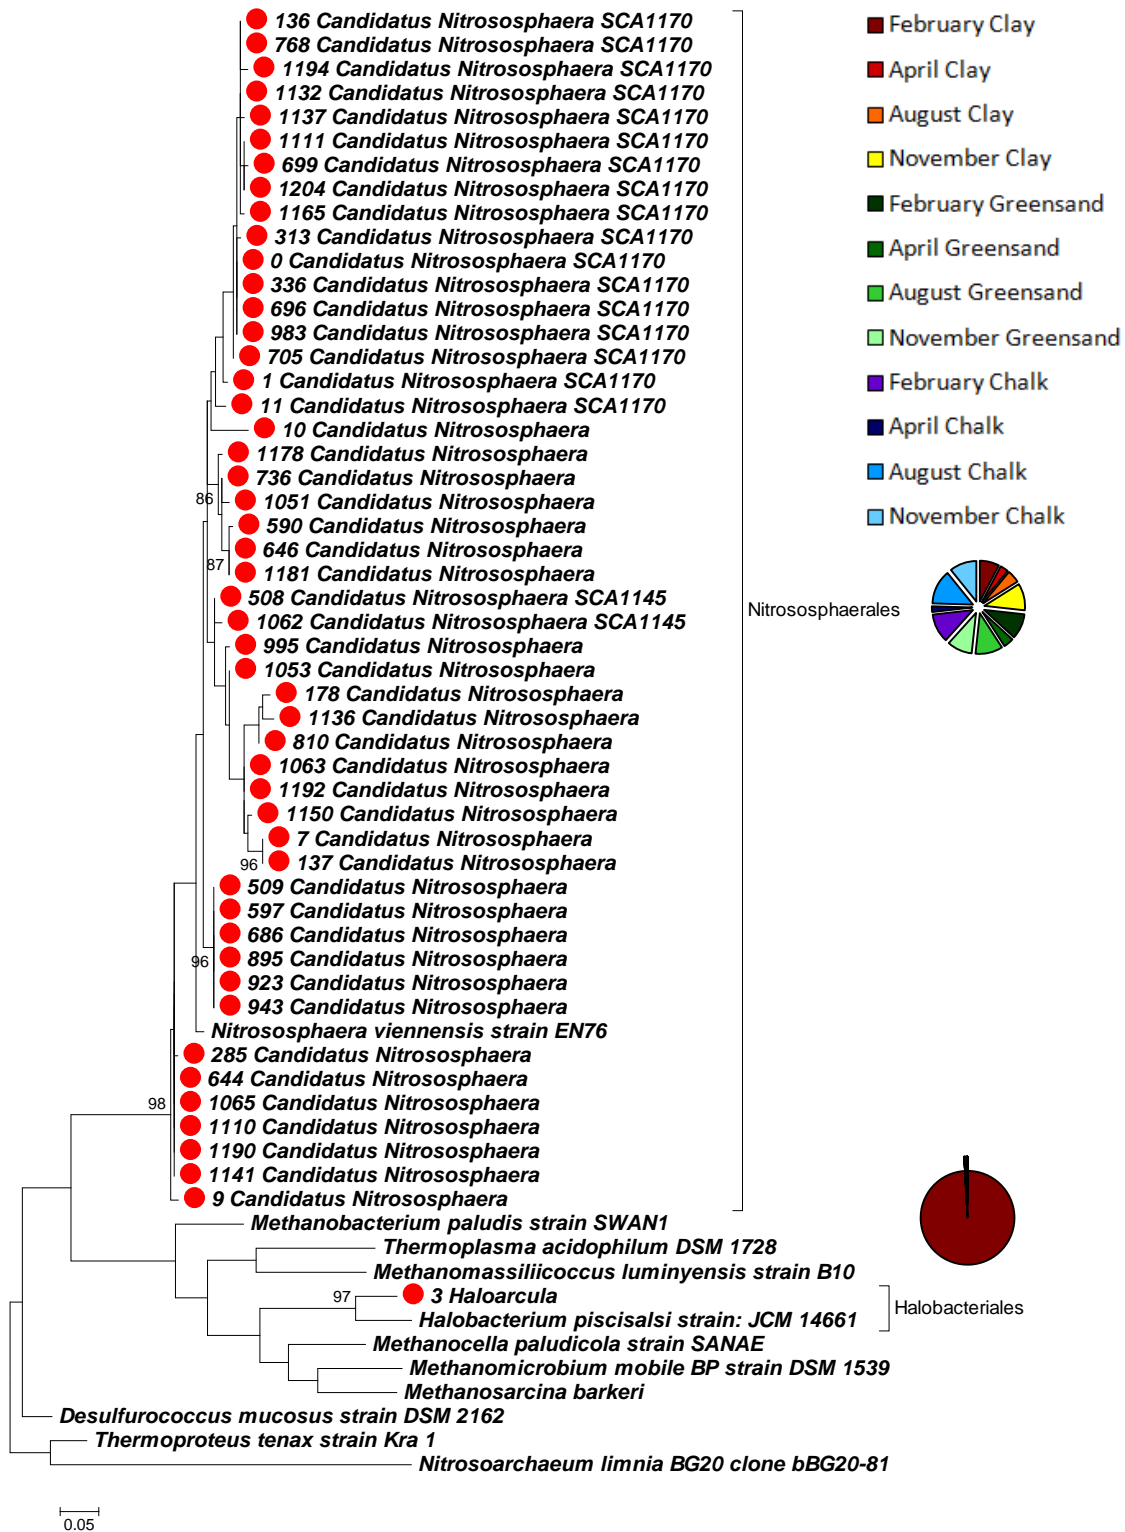 136 Candidatus Nitrososphaera SCA1170
768 Candidatus Nitrososphaera SCA1170
1194 Candidatus Nitrososphaera SCA1170
1132 Candidatus Nitrososphaera SCA1170
1137 Candidatus Nitrososphaera SCA1170
1111 Candidatus Nitrososphaera SCA1170
699 Candidatus Nitrososphaera SCA1170
1204 Candidatus Nitrososphaera SCA1170
1165 Candidatus Nitrososphaera SCA1170
313 Candidatus Nitrososphaera SCA1170
0 Candidatus Nitrososphaera SCA1170
336 Candidatus Nitrososphaera SCA1170
696 Candidatus Nitrososphaera SCA1170
983 Candidatus Nitrososphaera SCA1170
705 Candidatus Nitrososphaera SCA1170
1 Candidatus Nitrososphaera SCA1170
11 Candidatus Nitrososphaera SCA1170
10 Candidatus Nitrososphaera
1178 Candidatus Nitrososphaera
736 Candidatus Nitrososphaera
86
1051 Candidatus Nitrososphaera
590 Candidatus Nitrososphaera
646 Candidatus Nitrososphaera
87
1181 Candidatus Nitrososphaera
508 Candidatus Nitrososphaera SCA1145
1062 Candidatus Nitrososphaera SCA1145
995 Candidatus Nitrososphaera
1053 Candidatus Nitrososphaera
178 Candidatus Nitrososphaera
1136 Candidatus Nitrososphaera
810 Candidatus Nitrososphaera
1063 Candidatus Nitrososphaera
1192 Candidatus Nitrososphaera
1150 Candidatus Nitrososphaera
7 Candidatus Nitrososphaera
96
137 Candidatus Nitrososphaera
509 Candidatus Nitrososphaera
597 Candidatus Nitrososphaera
686 Candidatus Nitrososphaera
96
895 Candidatus Nitrososphaera
923 Candidatus Nitrososphaera
943 Candidatus Nitrososphaera
Nitrososphaera viennensis strain EN76
285 Candidatus Nitrososphaera
644 Candidatus Nitrososphaera
98
1065 Candidatus Nitrososphaera
1110 Candidatus Nitrososphaera
1190 Candidatus Nitrososphaera
1141 Candidatus Nitrososphaera
9 Candidatus Nitrososphaera
Methanobacterium paludis strain SWAN1
Thermoplasma acidophilum DSM 1728
Methanomassiliicoccus luminyensis strain B10
97
3 Haloarcula
Halobacterium piscisalsi strain: JCM 14661
Methanocella paludicola strain SANAE
Methanomicrobium mobile BP strain DSM 1539
Methanosarcina barkeri
Desulfurococcus mucosus strain DSM 2162
Thermoproteus tenax strain Kra 1
Nitrosoarchaeum limnia BG20 clone bBG20-81
0.05
Nitrososphaerales
Halobacteriales
February Clay
April Clay
August Clay
November Clay
February Greensand
April Greensand
August Greensand
November Greensand
February Chalk
April Chalk
August Chalk
November Chalk